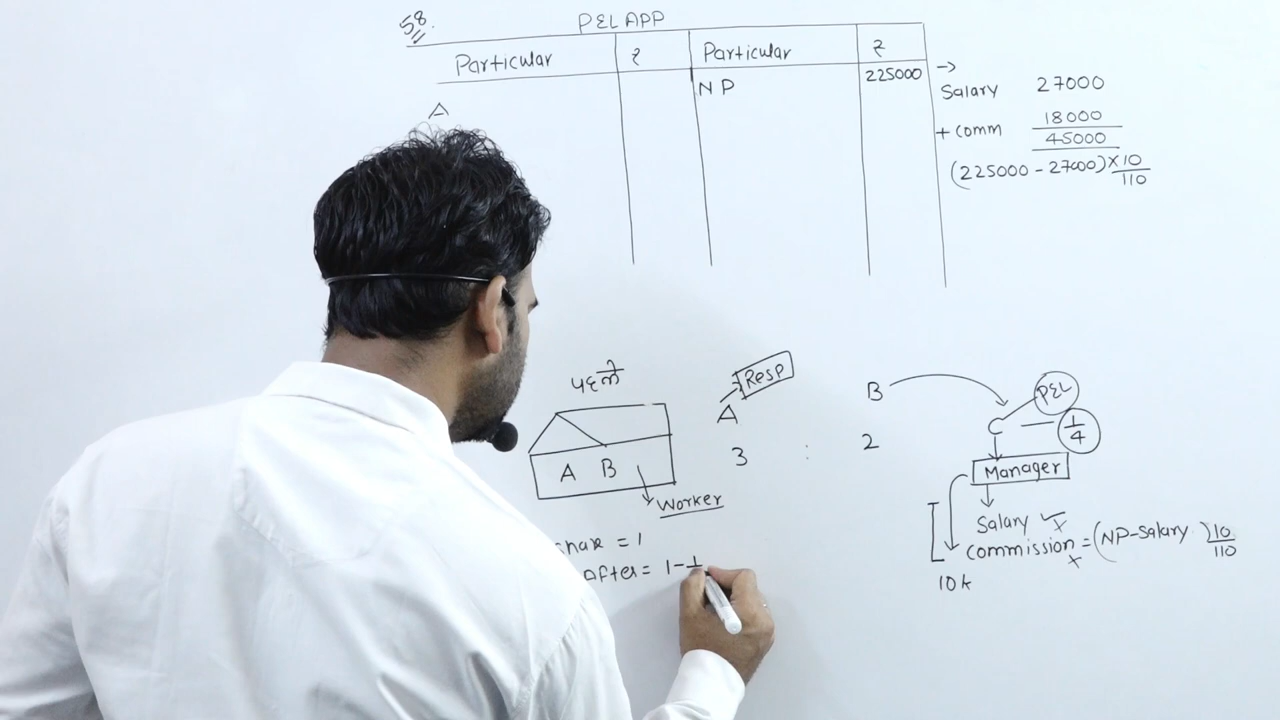 58.
P&L APP
Particular ₹ Particular ₹
NP 225000
A
→
Salary 27000
+ Comm 18000
45000
(225000 - 27000) × 10/110
पहले
Resp
A B
3 : 2
A B
Worker
C
P&L
1/4
Manager
Salary ✓ x
Commission = (NP-Salary) 10/110
x
10k
share = 1
After = 1 - 1